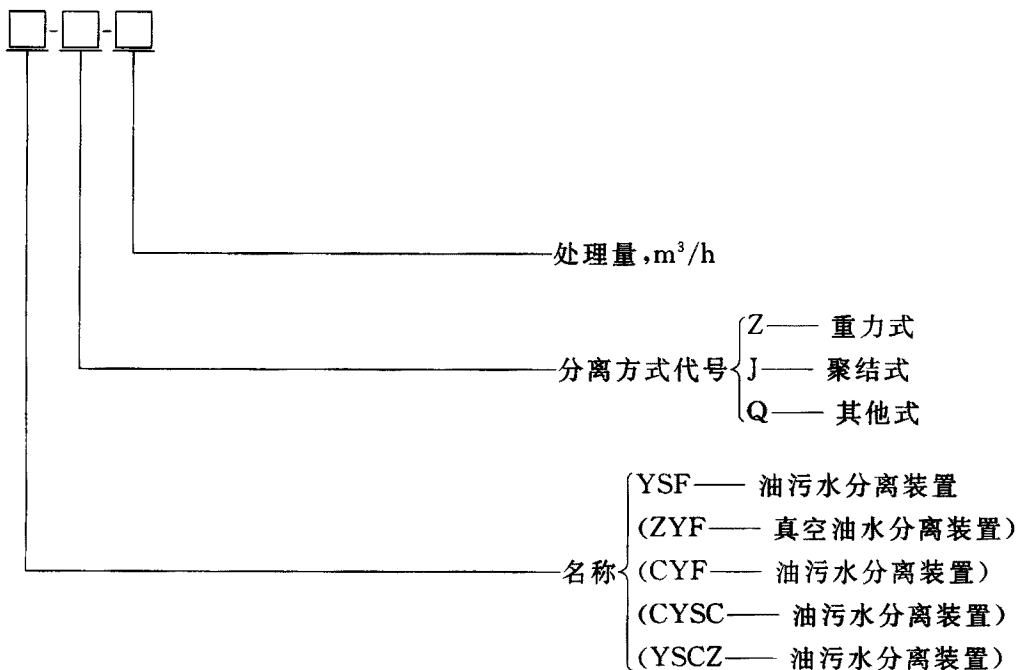 □-□-□
处理量,m³/h
分离方式代号
Z—— 重力式
J—— 聚结式
Q—— 其他式
名称
YSF—— 油污水分离装置
(ZYF—— 真空油水分离装置)
(CYF—— 油污水分离装置)
(CYSC—— 油污水分离装置)
(YSCZ—— 油污水分离装置)